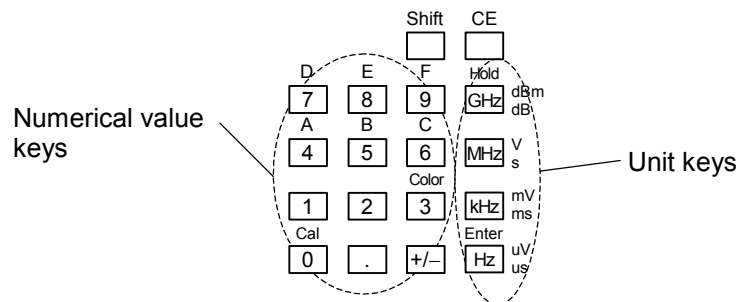 Shift CE
D E F Hold
7 8 9 GHz dBm
dB
A B C
Numerical value
keys
4 5 6 MHz V
s
Unit keys
Color
1 2 3 kHz mV
ms
Cal Enter
0 . +/− Hz uV
us